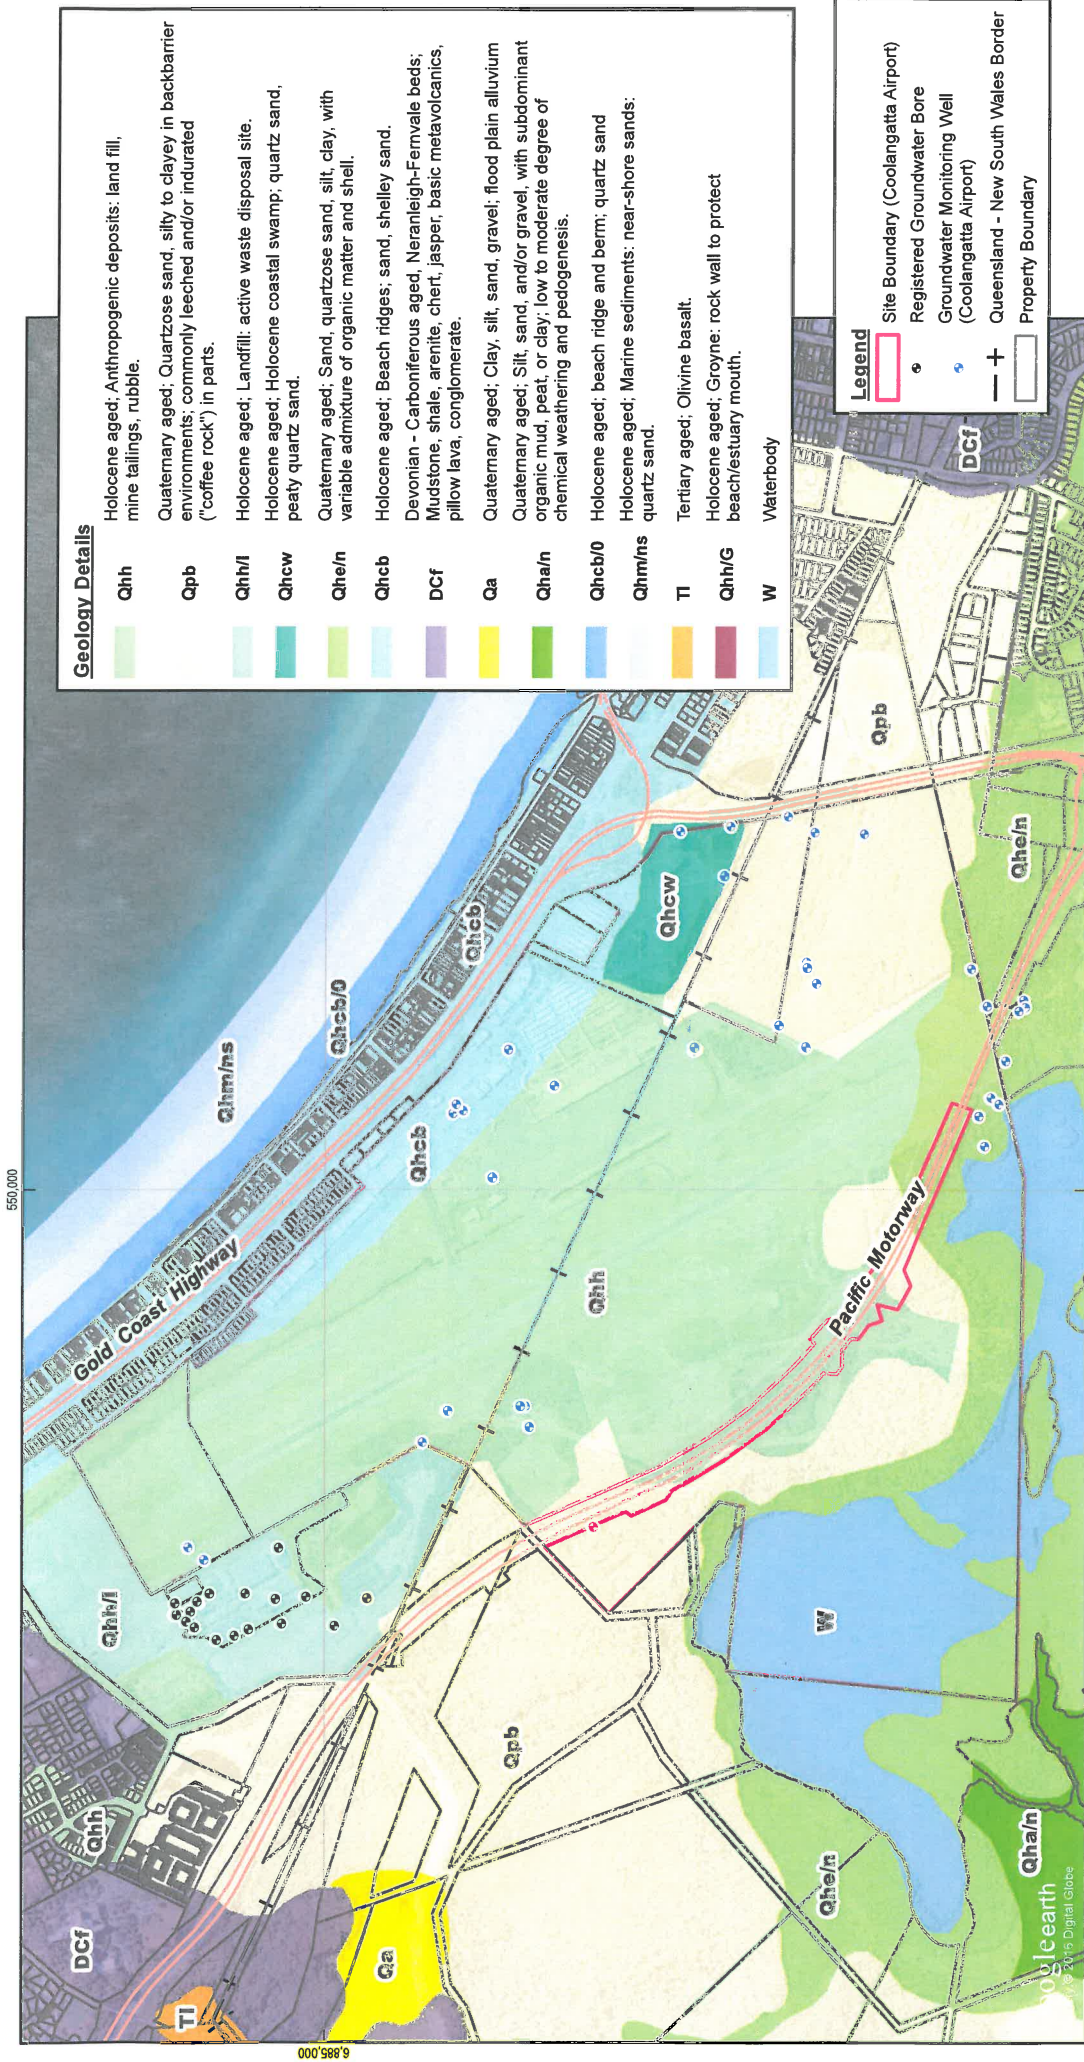 Geology Details
Qhh Holocene aged; Anthropogenic deposits: land fill,
mine tailings, rubble.
Qpb Quaternary aged; Quartzose sand, silty to clayey in backbarrier
environments; commonly leeched and/or indurated
("coffee rock") in parts.
Qhh/l Holocene aged; Landfill: active waste disposal site.
Qhcw Holocene aged; Holocene coastal swamp; quartz sand,
peaty quartz sand.
Qhe/n Quaternary aged; Sand, quartzose sand, silt, clay, with
variable admixture of organic matter and shell.
Qhcb Holocene aged; Beach ridges; sand, shelley sand.
DCf Devonian - Carboniferous aged, Neranleigh-Fernvale beds;
Mudstone, shale, arenite, chert, jasper, basic metavolcanics,
pillow lava, conglomerate.
Qa Quaternary aged; Clay, silt, sand, gravel; flood plain alluvium
Qha/n Quaternary aged; Silt, sand, and/or gravel, with subdominant
organic mud, peat, or clay; low to moderate degree of
chemical weathering and pedogenesis.
Qhcb/0 Holocene aged; beach ridge and berm; quartz sand
Qhm/ns Holocene aged; Marine sediments: near-shore sands:
quartz sand.
Tl Tertiary aged; Olivine basalt.
Qhh/G Holocene aged; Groyne: rock wall to protect
beach/estuary mouth.
W Waterbody
Legend
Site Boundary (Coolangatta Airport)
Registered Groundwater Bore
Groundwater Monitoring Well
(Coolangatta Airport)
Queensland - New South Wales Border
Property Boundary
550,000
6,885,000
DCf
Qhh
Qhh/l
Tl
Qa
Gold Coast Highway
Qhm/ns
Qhcb/0
Qhcb
Qhcb
Qhh
Qhcw
Qpb
DCf
Qpb
Pacific Motorway
Qhe/n
W
Qhe/n
Qha/n
ogle earth
© 2015 Digital Globe